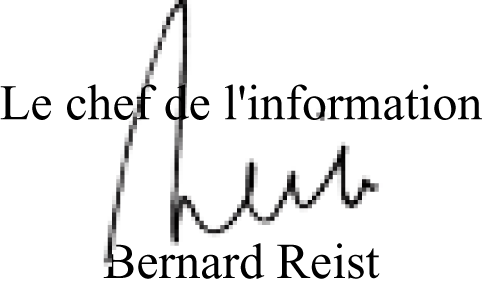 Le chef de l'information
Bernard Reist